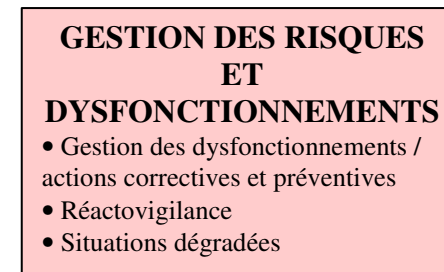 GESTION DES RISQUES
ET
DYSFONCTIONNEMENTS
• Gestion des dysfonctionnements /
actions correctives et préventives
• Réactovigilance
• Situations dégradées